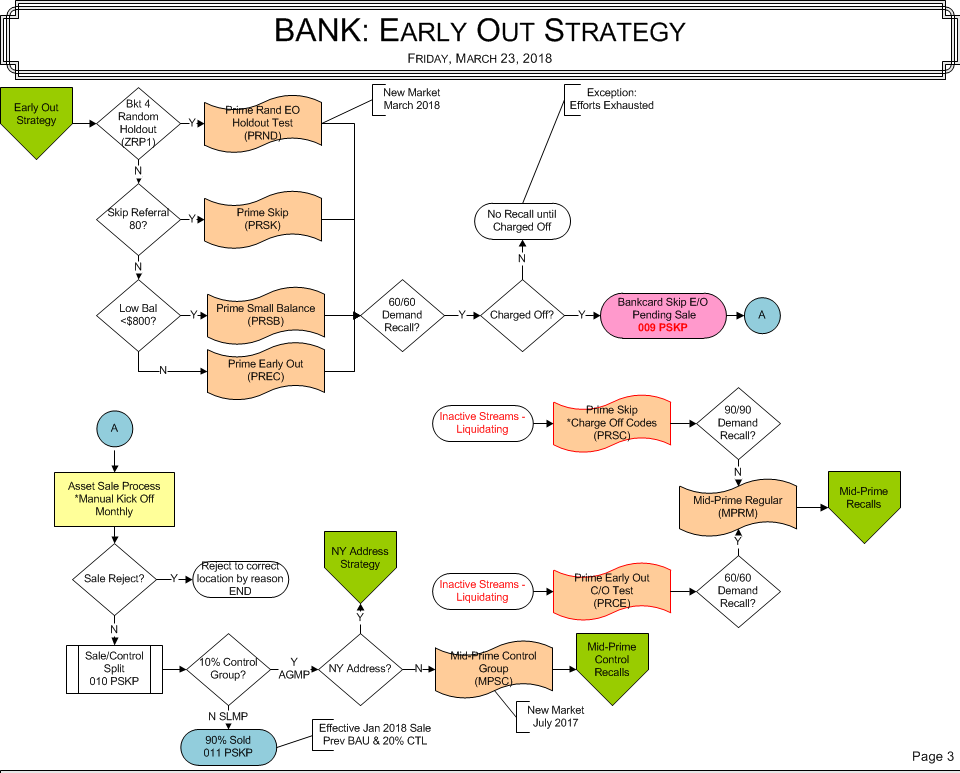 BANK: EARLY OUT STRATEGY
FRIDAY, MARCH 23, 2018
Early Out
Strategy
Bkt 4
Random
Holdout
(ZRP1)
Y
Prime Rand EO
Holdout Test
(PRND)
New Market
March 2018
Exception:
Efforts Exhausted
N
Skip Referral
80?
Y
Prime Skip
(PRSK)
No Recall until
Charged Off
N
N
Low Bal
<$800?
Y
Prime Small Balance
(PRSB)
60/60
Demand
Recall?
Y
Charged Off?
Y
Bankcard Skip E/O
Pending Sale
009 PSKP
A
N
Prime Early Out
(PREC)
A
Inactive Streams -
Liquidating
Prime Skip
*Charge Off Codes
(PRSC)
90/90
Demand
Recall?
N
Asset Sale Process
*Manual Kick Off
Monthly
Mid-Prime Regular
(MPRM)
Mid-Prime
Recalls
Y
Sale Reject?
Y
Reject to correct
location by reason
END
NY Address
Strategy
Inactive Streams -
Liquidating
Prime Early Out
C/O Test
(PRCE)
60/60
Demand
Recall?
N
Y
Sale/Control
Split
010 PSKP
10% Control
Group?
Y
AGMP
NY Address?
N
Mid-Prime Control
Group
(MPSC)
Mid-Prime
Control
Recalls
N SLMP
90% Sold
011 PSKP
Effective Jan 2018 Sale
Prev BAU & 20% CTL
New Market
July 2017
Page 3